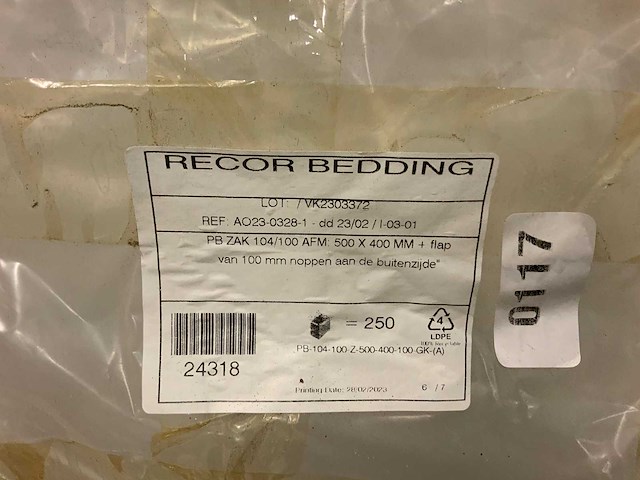 RECOR BEDDING
LOT: / VK2303372
REF: AO23-0328-1 - dd 23/02 / I-03-01
PB ZAK 104/100 AFM: 500 X 400 MM + flap
van 100 mm noppen aan de buitenzijde"
= 250
4
LDPE
100% Recyclable
PB-104-100-Z-500-400-100-GK-(A)
24318
Printing Date: 28/02/2023
6 / 7
0117